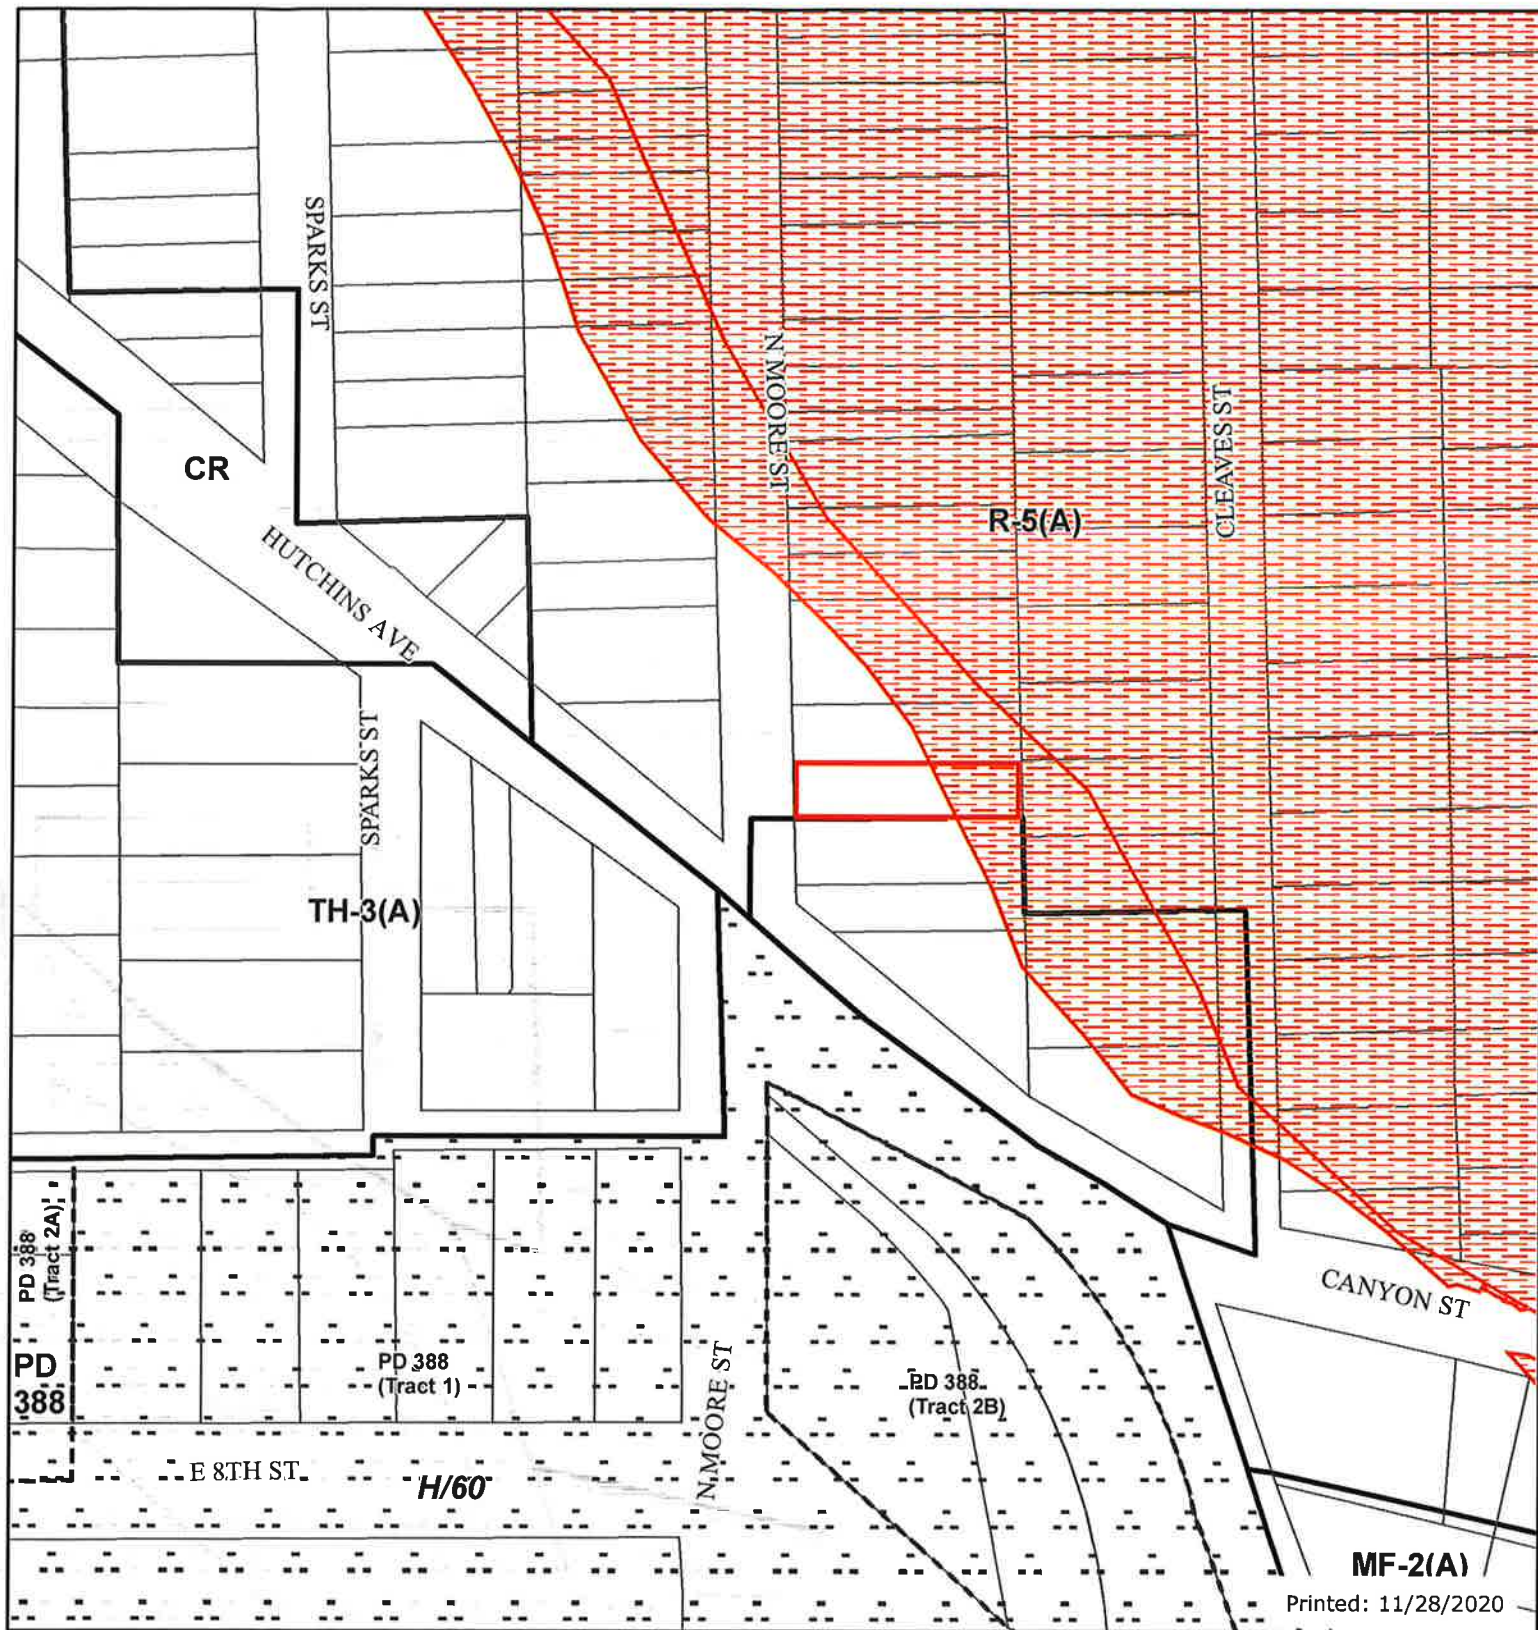 SPARKS ST
N MOORE ST
CLEAVES ST
CR
R-5(A)
HUTCHINS AVE
SPARKS ST
TH-3(A)
PD 388
(Tract 2A)
CANYON ST
PD
388
PD 388
(Tract 1)
N MOORE ST
PD 388
(Tract 2B)
E 8TH ST
H/60
MF-2(A)
Printed: 11/28/2020